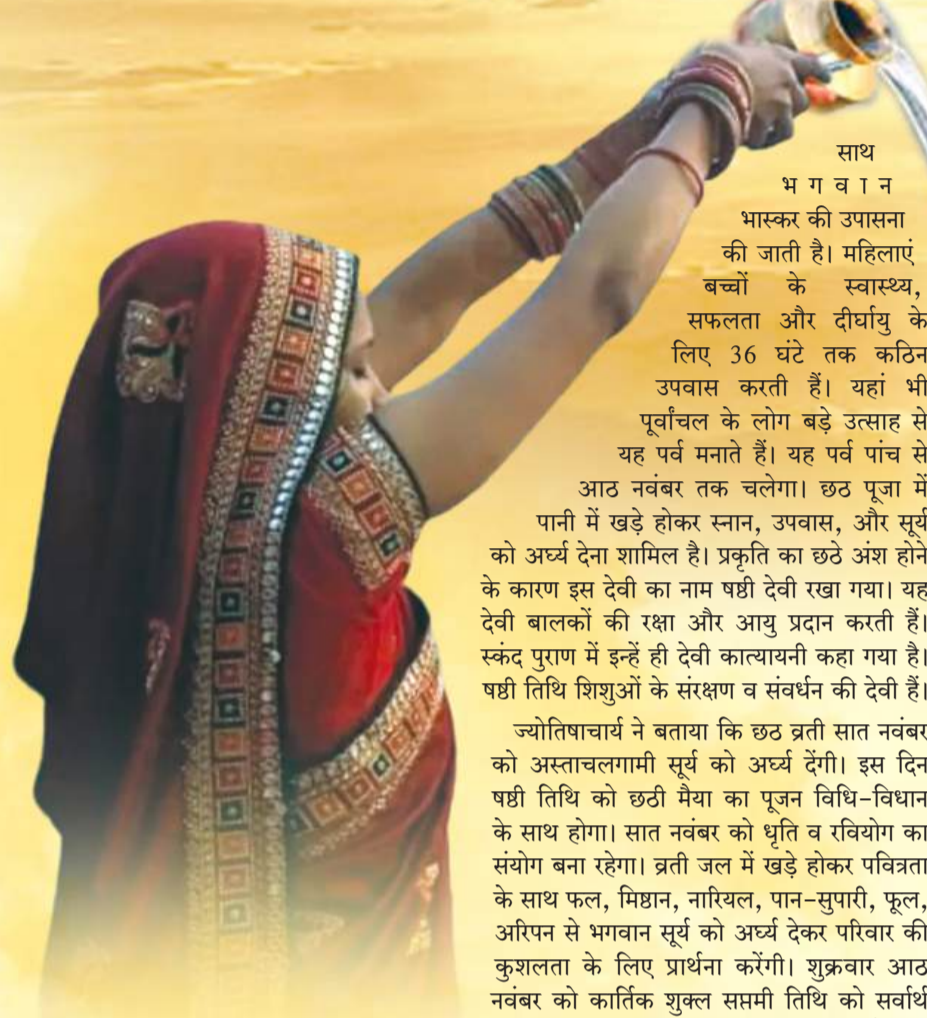 साथ
भगवान
भास्कर की उपासना
की जाती है। महिलाएं
बच्चों के स्वास्थ्य,
सफलता और दीर्घायु के
लिए 36 घंटे तक कठिन
उपवास करती हैं। यहां भी
पूर्वांचल के लोग बड़े उत्साह से
यह पर्व मनाते हैं। यह पर्व पांच से
आठ नवंबर तक चलेगा। छठ पूजा में
पानी में खड़े होकर स्नान, उपवास, और सूर्य
को अर्घ्य देना शामिल है। प्रकृति का छठे अंश होने
के कारण इस देवी का नाम षष्ठी देवी रखा गया। यह
देवी बालकों की रक्षा और आयु प्रदान करती हैं।
स्कंद पुराण में इन्हें ही देवी कात्यायनी कहा गया है।
षष्ठी तिथि शिशुओं के संरक्षण व संवर्धन की देवी हैं।
ज्योतिषाचार्य ने बताया कि छठ व्रती सात नवंबर
को अस्ताचलगामी सूर्य को अर्घ्य देंगी। इस दिन
षष्ठी तिथि को छठी मैया का पूजन विधि-विधान
के साथ होगा। सात नवंबर को धृति व रवियोग का
संयोग बना रहेगा। व्रती जल में खड़े होकर पवित्रता
के साथ फल, मिष्ठान, नारियल, पान-सुपारी, फूल,
अरिपन से भगवान सूर्य को अर्घ्य देकर परिवार की
कुशलता के लिए प्रार्थना करेंगी। शुक्रवार आठ
नवंबर को कार्तिक शुक्ल सप्तमी तिथि को सर्वार्थ